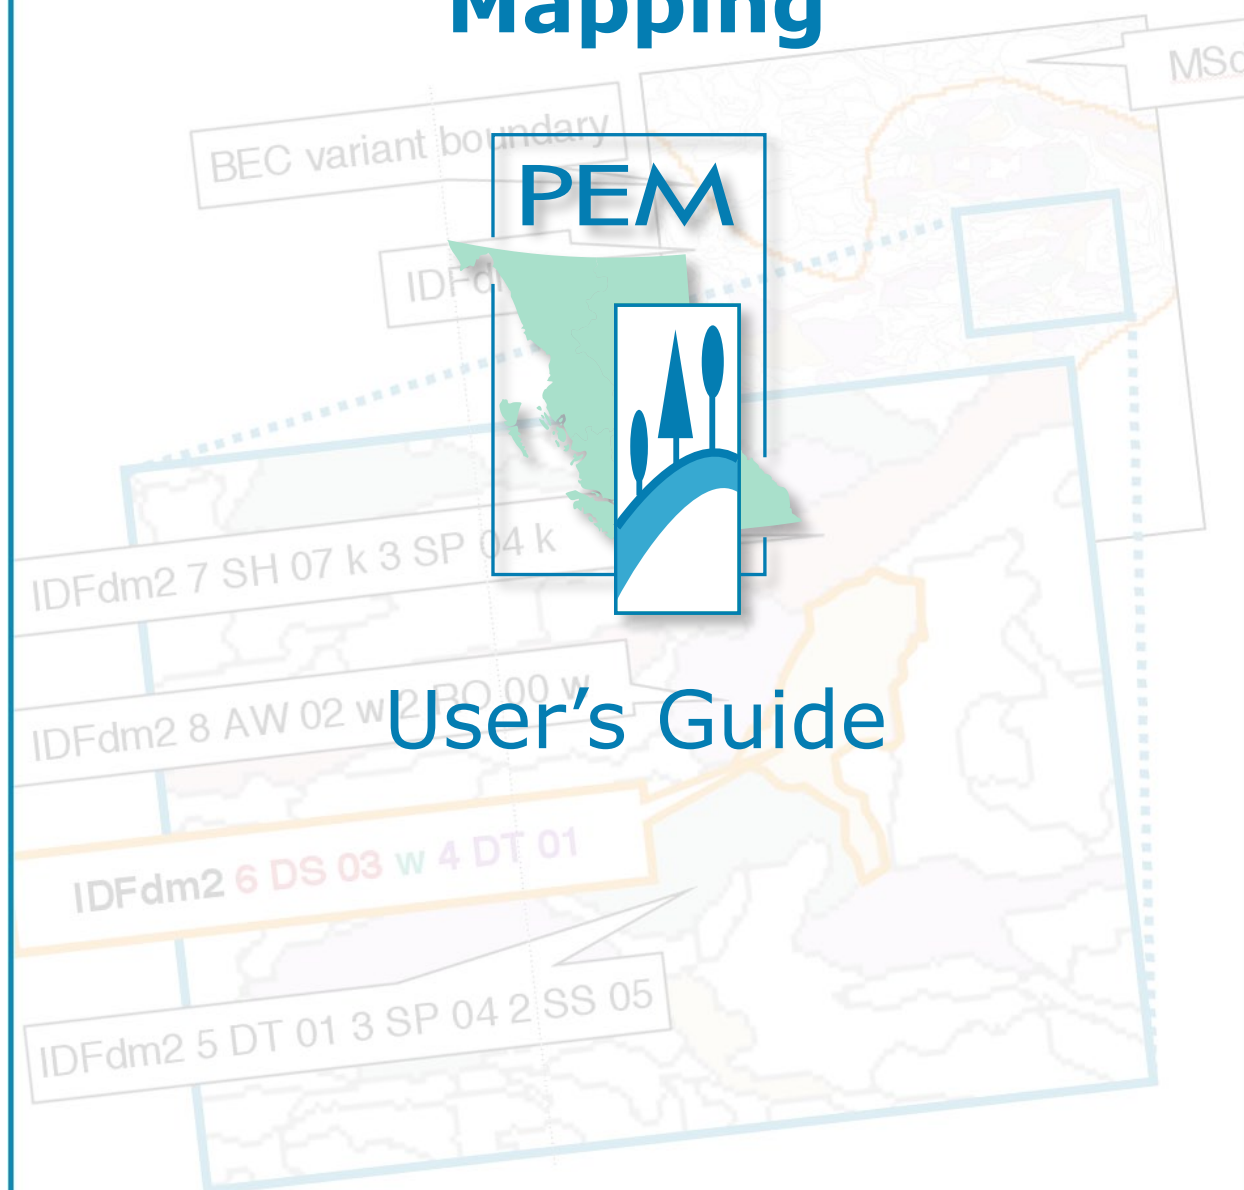 Mapping
MSd
BEC variant boundary
PEM
IDFd
IDFdm2 7 SH 07 k 3 SP 04 k
IDFdm2 8 AW 02 w 2 RO 00 w
User’s Guide
IDFdm2 6 DS 03 w 4 DT 01
IDFdm2 5 DT 01 3 SP 04 2 SS 05